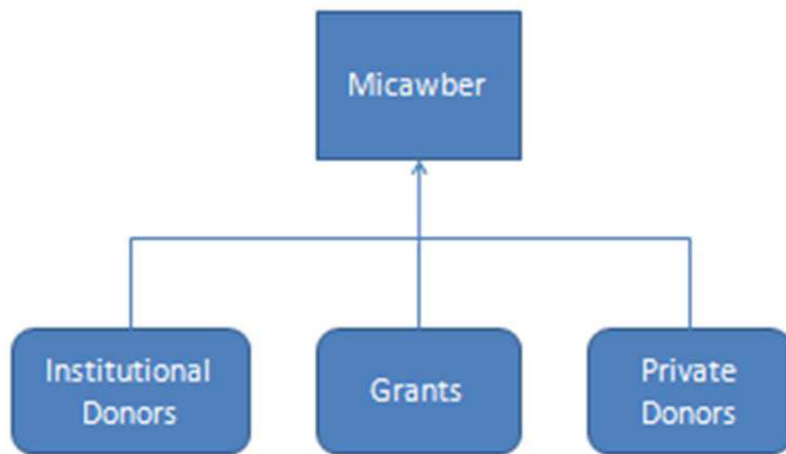 Micawber
Institutional
Donors
Grants
Private
Donors